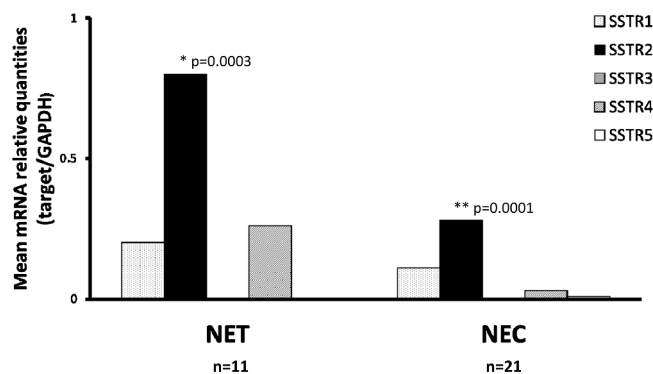 Mean mRNA relative quantities
(target/GAPDH)
1
0.5
0
* p=0.0003
** p=0.0001
SSTR1
SSTR2
SSTR3
SSTR4
SSTR5
NET
NEC
n=11
n=21